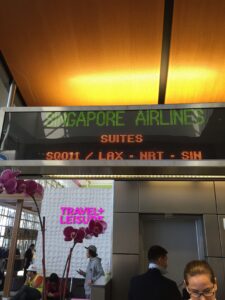 SINGAPORE AIRLINES
SUITES
SQ011 / LAX - NRT - SIN
TRAVEL+
LEISURE